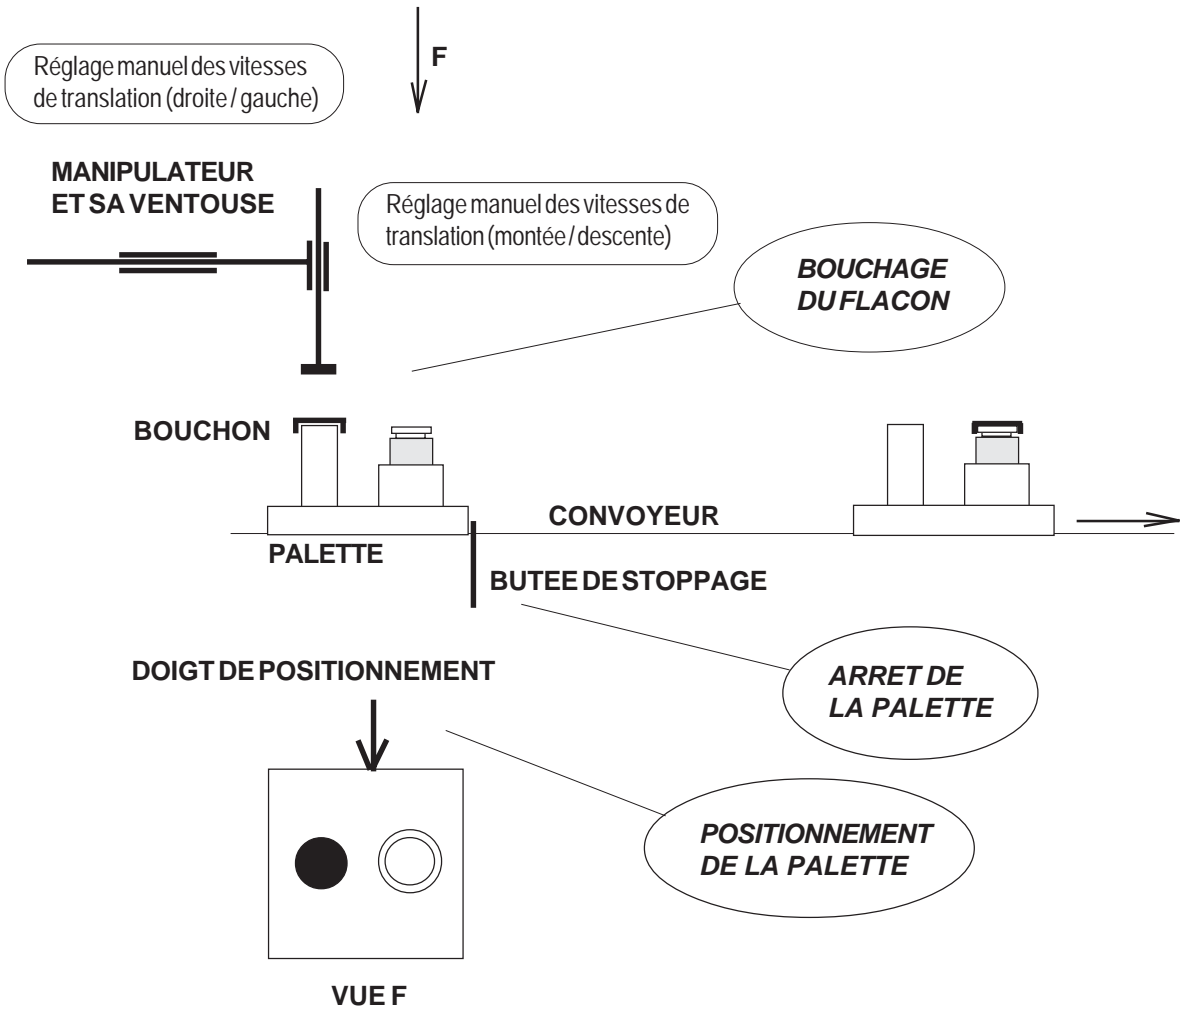 F
Réglage manuel des vitesses
de translation (droite / gauche)
MANIPULATEUR
ET SA VENTOUSE
Réglage manuel des vitesses de
translation (montée / descente)
BOUCHAGE
DU FLACON
BOUCHON
CONVOYEUR
PALETTE
BUTEE DE STOPPAGE
DOIGT DE POSITIONNEMENT
ARRET DE
LA PALETTE
POSITIONNEMENT
DE LA PALETTE
VUE F